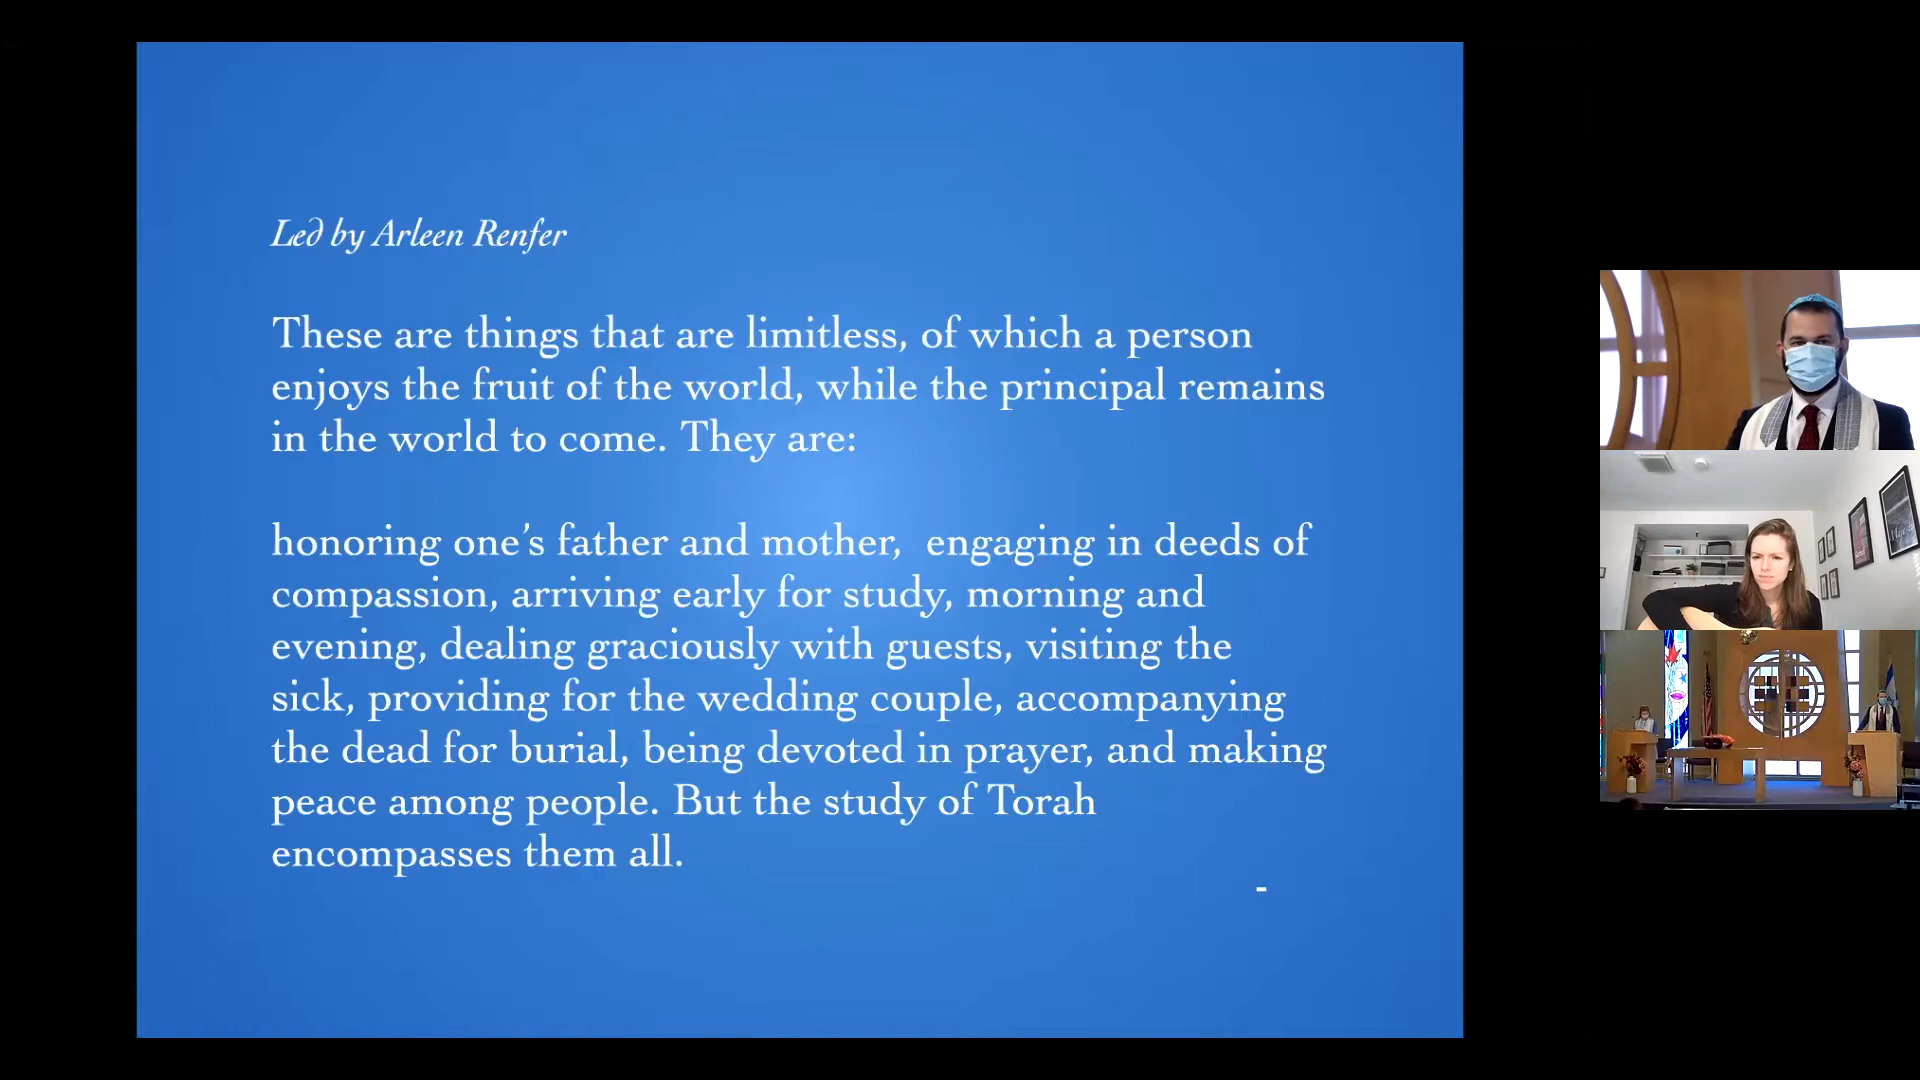 Led by Arleen Renfer
These are things that are limitless, of which a person
enjoys the fruit of the world, while the principal remains
in the world to come. They are:
honoring one’s father and mother,  engaging in deeds of
compassion, arriving early for study, morning and
evening, dealing graciously with guests, visiting the
sick, providing for the wedding couple, accompanying
the dead for burial, being devoted in prayer, and making
peace among people. But the study of Torah
encompasses them all.
-